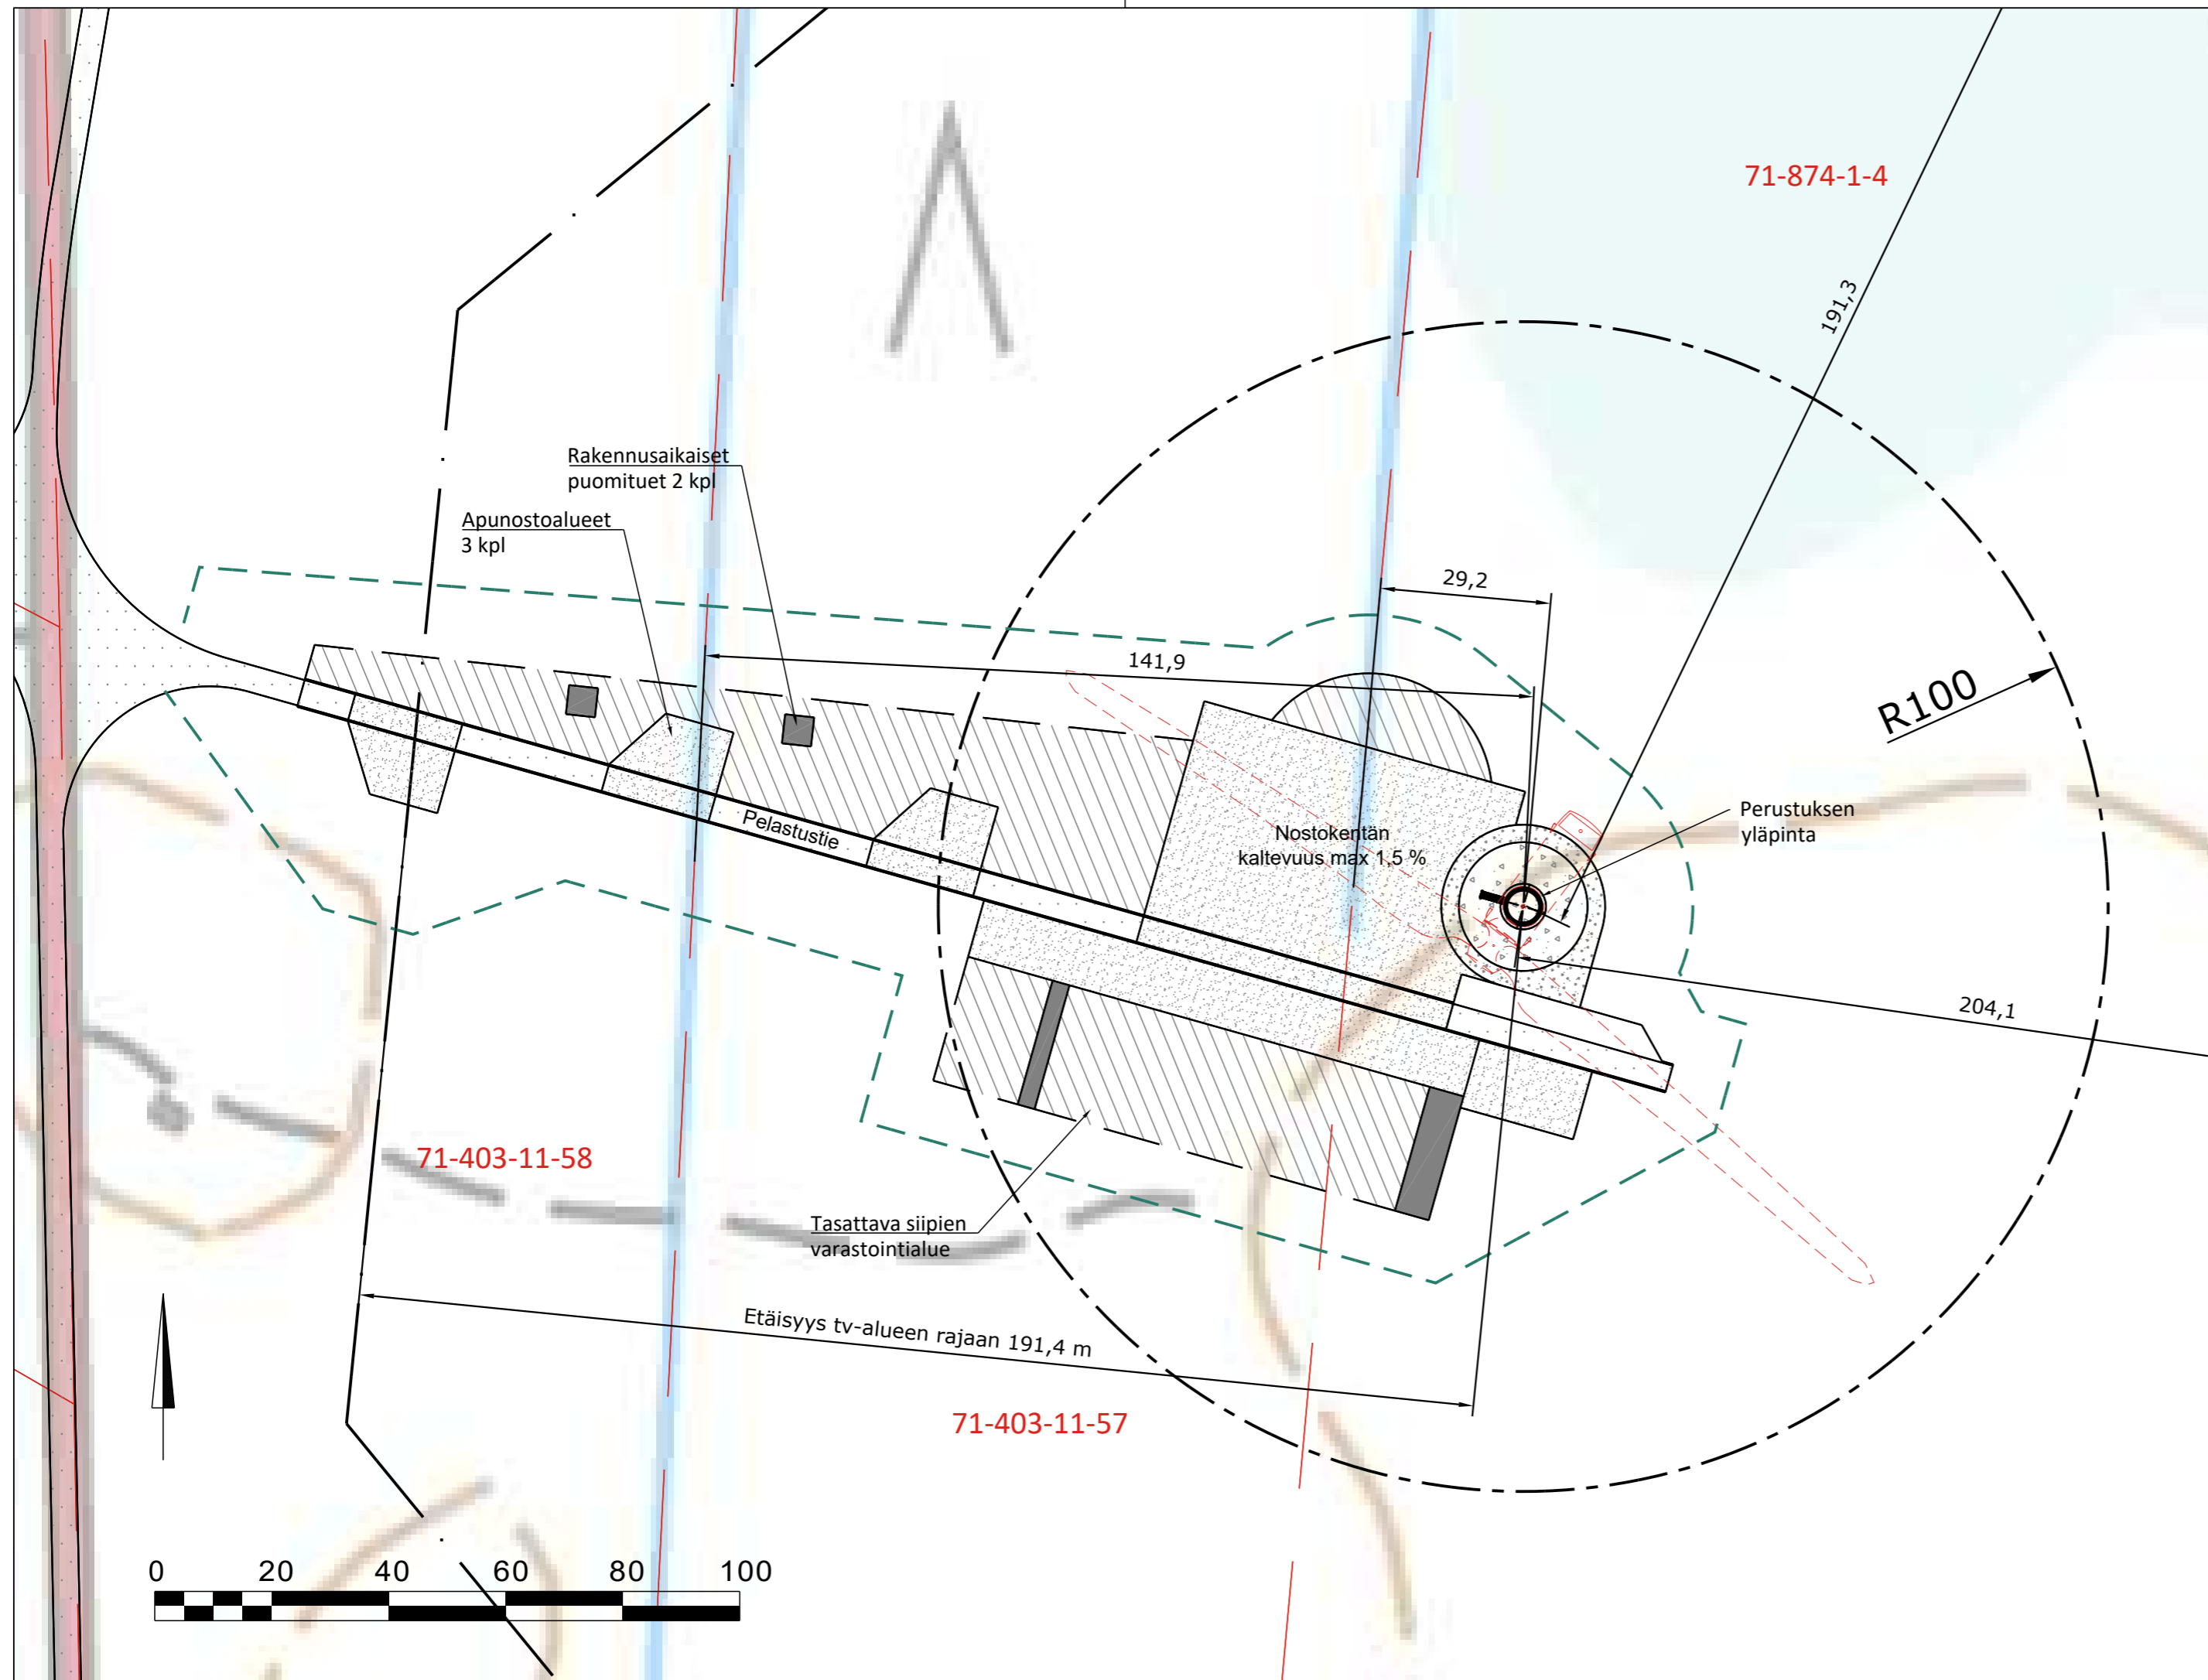 71-874-1-4
191,3
Rakennusaikaiset
puomituet 2 kpl
Apunostoalueet
3 kpl
29,2
141,9
R100
Pelastustie
Nostokentän
kaltevuus max 1,5 %
Perustuksen
yläpinta
204,1
71-403-11-58
Tasattava siipien
varastointialue
Etäisyys tv-alueen rajaan 191,4 m
71-403-11-57
0 20 40 60 80 100